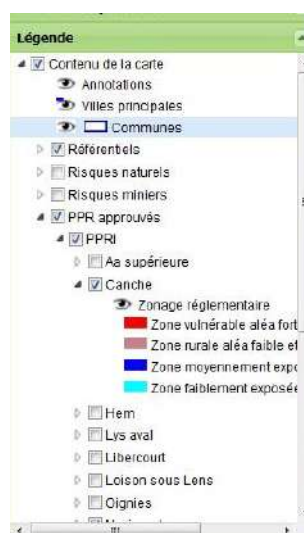 Légende
Contenu de la carte
Annotations
Villes principales
Communes
Référentiels
Risques naturels
Risques miniers
PPR approuvés
PPRI
Aa supérieure
Canche
Zonage réglementaire
Zone vulnérable aléa fort
Zone rurale aléa faible et
Zone moyennement expo
Zone faiblement exposée
Hem
Lys aval
Libercourt
Loison sous Lens
Oignies